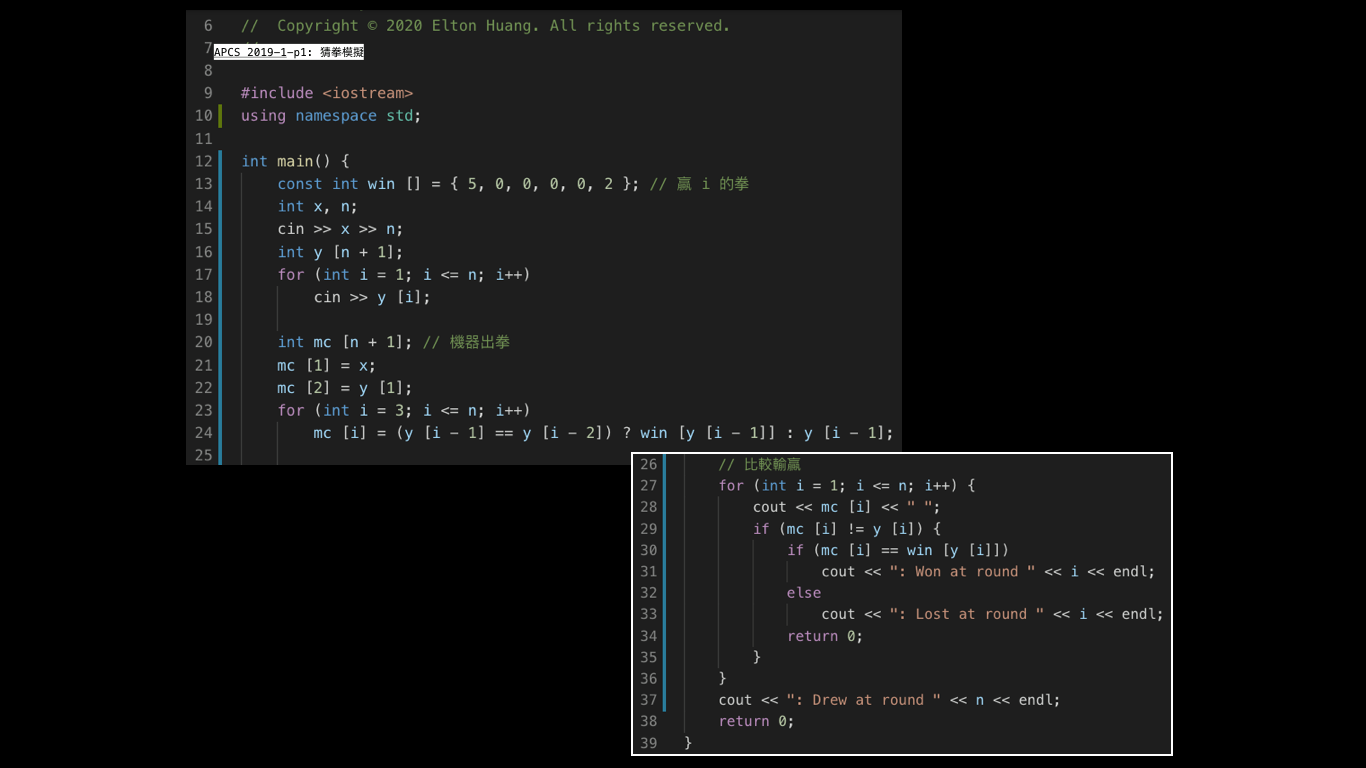 6 //  Copyright © 2020 Elton Huang. All rights reserved.
7
APCS 2019-1-p1: 猜拳模擬
8
9 #include <iostream>
10 using namespace std;
11
12 int main() {
13     const int win [] = { 5, 0, 0, 0, 0, 2 }; // 贏 i 的拳
14     int x, n;
15     cin >> x >> n;
16     int y [n + 1];
17     for (int i = 1; i <= n; i++)
18         cin >> y [i];
19
20     int mc [n + 1]; // 機器出拳
21     mc [1] = x;
22     mc [2] = y [1];
23     for (int i = 3; i <= n; i++)
24         mc [i] = (y [i - 1] == y [i - 2]) ? win [y [i - 1]] : y [i - 1];
25
26     // 比較輸贏
27     for (int i = 1; i <= n; i++) {
28         cout << mc [i] << " ";
29         if (mc [i] != y [i]) {
30             if (mc [i] == win [y [i]])
31                 cout << ": Won at round " << i << endl;
32             else
33                 cout << ": Lost at round " << i << endl;
34             return 0;
35         }
36     }
37     cout << ": Drew at round " << n << endl;
38     return 0;
39 }